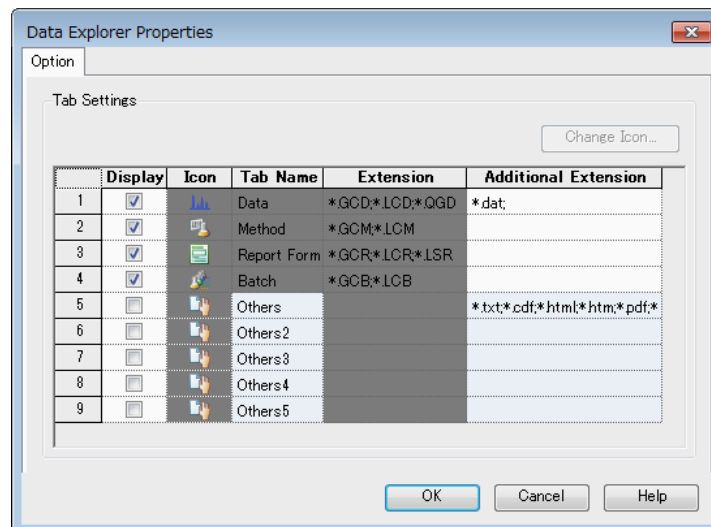 Data Explorer Properties
Option
Tab Settings
Change Icon...
Display Icon Tab Name Extension Additional Extension
1 Data *.GCD;*.LCD;*.QGD *.dat;
2 Method *.GCM;*.LCM
3 Report Form *.GCR;*.LCR;*.LSR
4 Batch *.GCB;*.LCB
5 Others *.txt;*.cdf;*.html;*.htm;*.pdf;*
6 Others2
7 Others3
8 Others4
9 Others5
OK Cancel Help